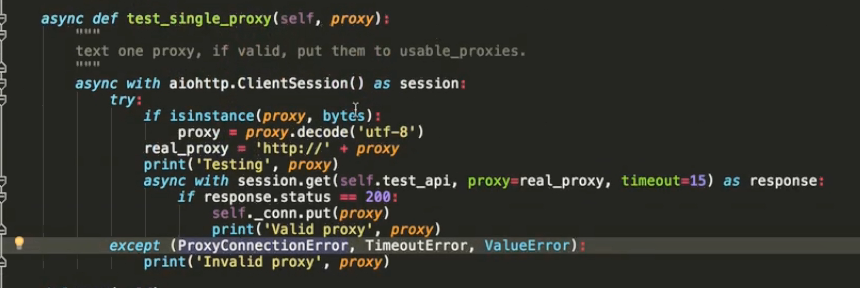 async def test_single_proxy(self, proxy):
"""
text one proxy, if valid, put them to usable_proxies.
"""
async with aiohttp.ClientSession() as session:
try:
if isinstance(proxy, bytes):
proxy = proxy.decode('utf-8')
real_proxy = 'http://' + proxy
print('Testing', proxy)
async with session.get(self.test_api, proxy=real_proxy, timeout=15) as response:
if response.status == 200:
self._conn.put(proxy)
print('Valid proxy', proxy)
except (ProxyConnectionError, TimeoutError, ValueError):
print('Invalid proxy', proxy)